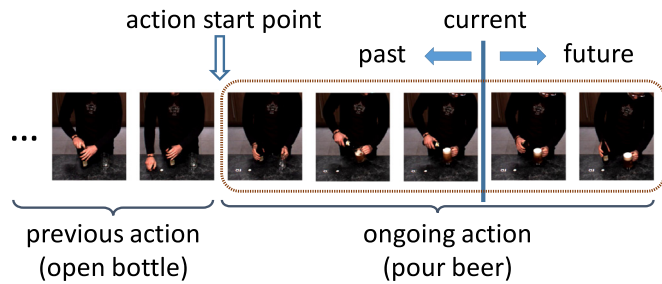 action start point
current
past
future
...
previous action
(open bottle)
ongoing action
(pour beer)